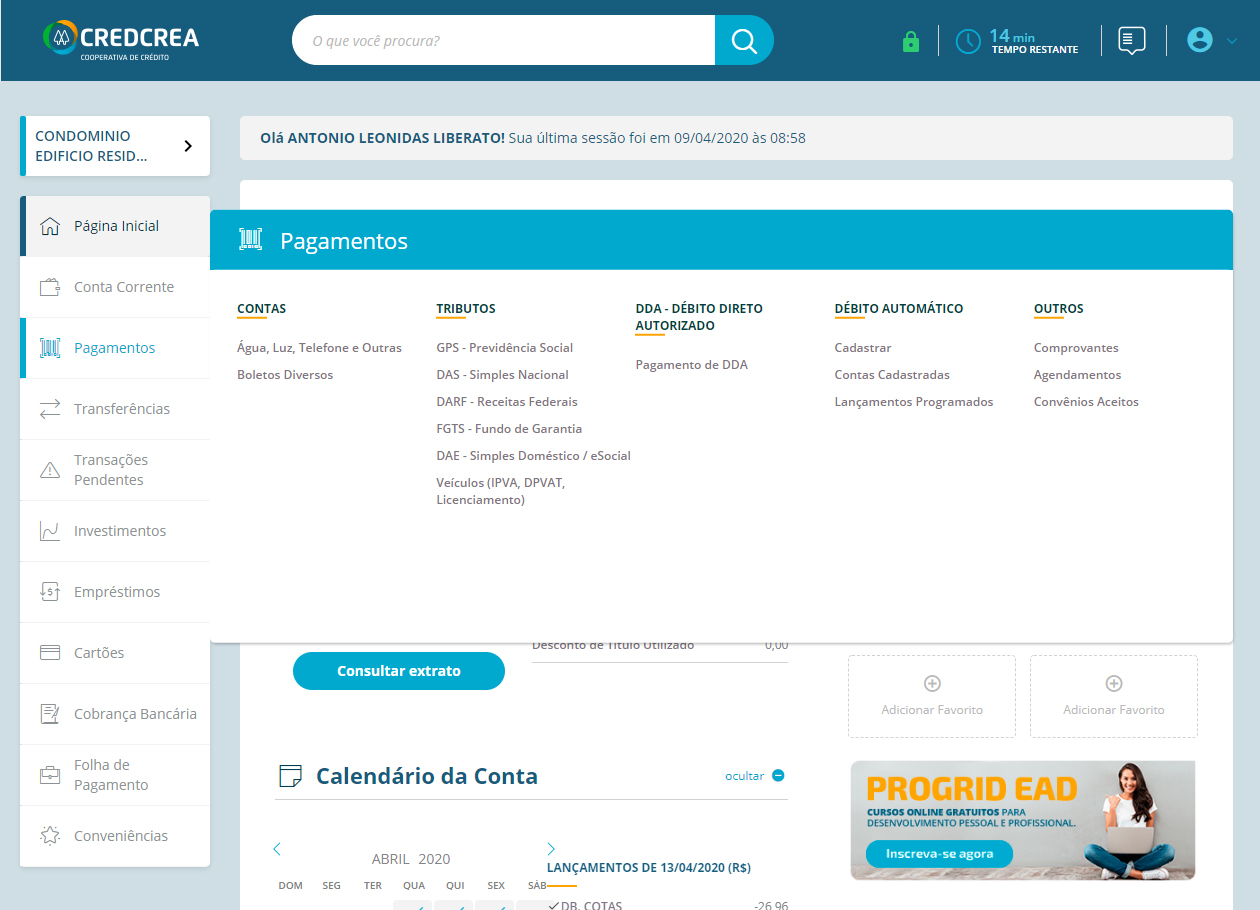 CREDCREA
COOPERATIVA DE CRÉDITO
O que você procura?
14 min
TEMPO RESTANTE
CONDOMINIO
EDIFICIO RESID...
Olá ANTONIO LEONIDAS LIBERATO! Sua última sessão foi em 09/04/2020 às 08:58
Página Inicial
Conta Corrente
Pagamentos
Transferências
Transações
Pendentes
Investimentos
Empréstimos
Cartões
Cobrança Bancária
Folha de
Pagamento
Conveniências
Pagamentos
CONTAS
Água, Luz, Telefone e Outras
Boletos Diversos
TRIBUTOS
GPS - Previdência Social
DAS - Simples Nacional
DARF - Receitas Federais
FGTS - Fundo de Garantia
DAE - Simples Doméstico / eSocial
Veículos (IPVA, DPVAT,
Licenciamento)
DDA - DÉBITO DIRETO
AUTORIZADO
Pagamento de DDA
DÉBITO AUTOMÁTICO
Cadastrar
Contas Cadastradas
Lançamentos Programados
OUTROS
Comprovantes
Agendamentos
Convênios Aceitos
Desconto de Título Utilizado 0,00
Consultar extrato
Adicionar Favorito
Adicionar Favorito
Calendário da Conta
ocultar
ABRIL 2020
DOM SEG TER QUA QUI SEX SÁB
LANÇAMENTOS DE 13/04/2020 (R$)
DB. COTAS -26,96
PROGRID EAD
CURSOS ONLINE GRATUITOS PARA
DESENVOLVIMENTO PESSOAL E PROFISSIONAL.
Inscreva-se agora